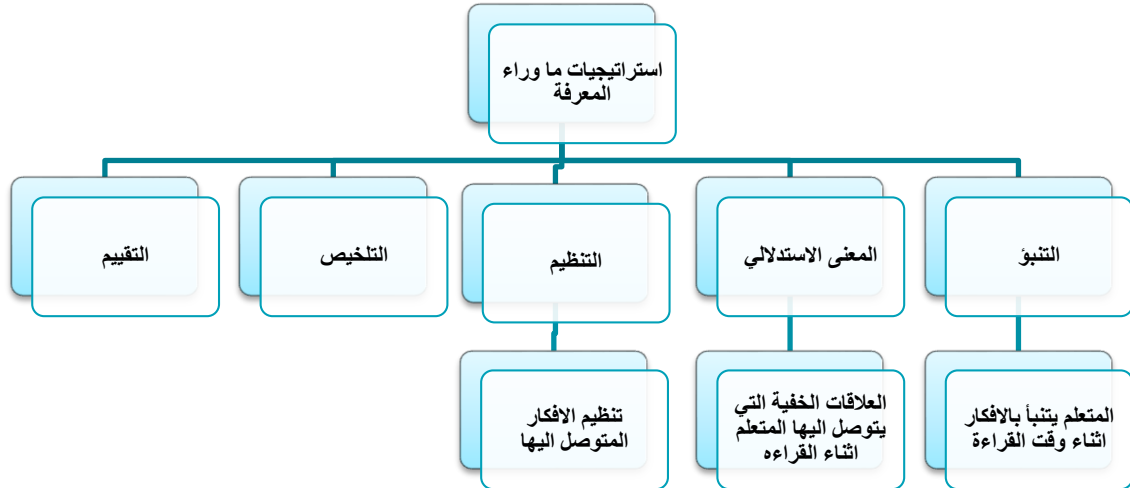 استراتيجيات ما وراء
المعرفة
التنبؤ
المعنى الاستدلالي
التنظيم
التلخيص
التقييم
المتعلم يتنبأ بالافكار
اثناء وقت القراءة
العلاقات الخفية التي
يتوصل اليها المتعلم
اثناء القراءه
تنظيم الافكار
المتوصل اليها